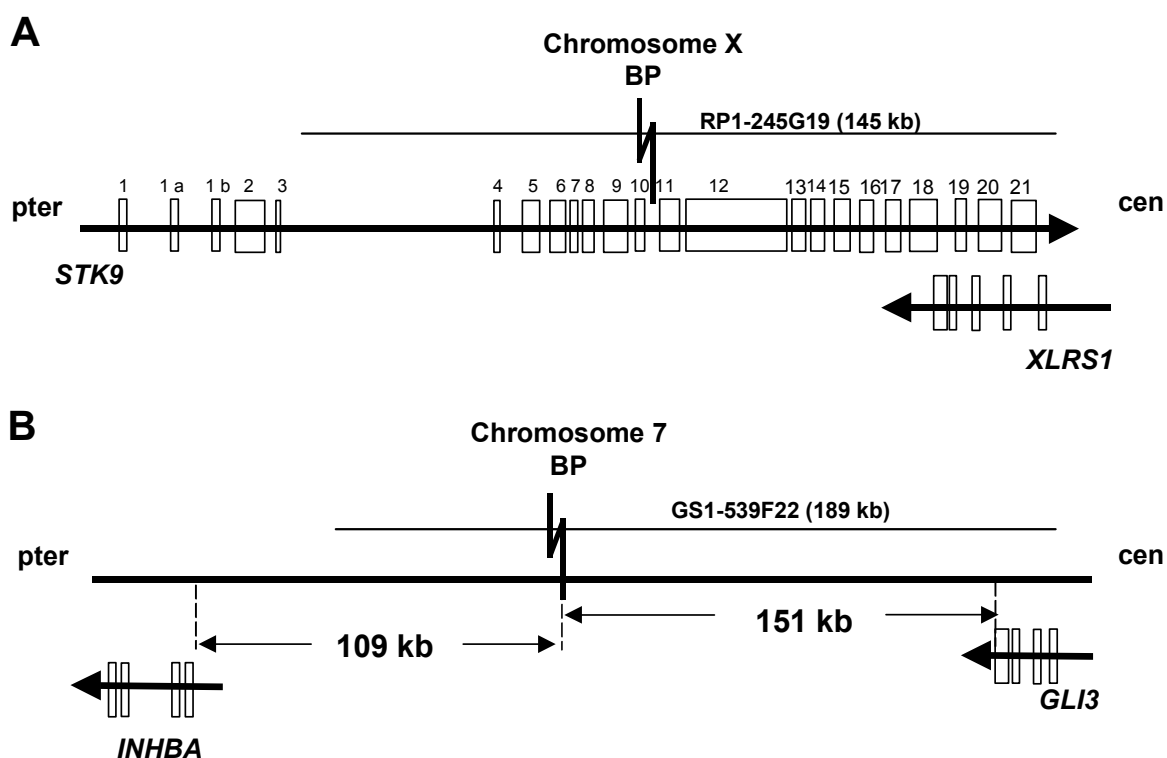 A
Chromosome X
BP
RP1-245G19 (145 kb)
1 1 a 1 b 2 3 4 5 6 7 8 9 10 11 12 13 14 15 16 17 18 19 20 21
pter cen
STK9
XLRS1
B
Chromosome 7
BP
GS1-539F22 (189 kb)
pter cen
109 kb 151 kb
GLI3
INHBA